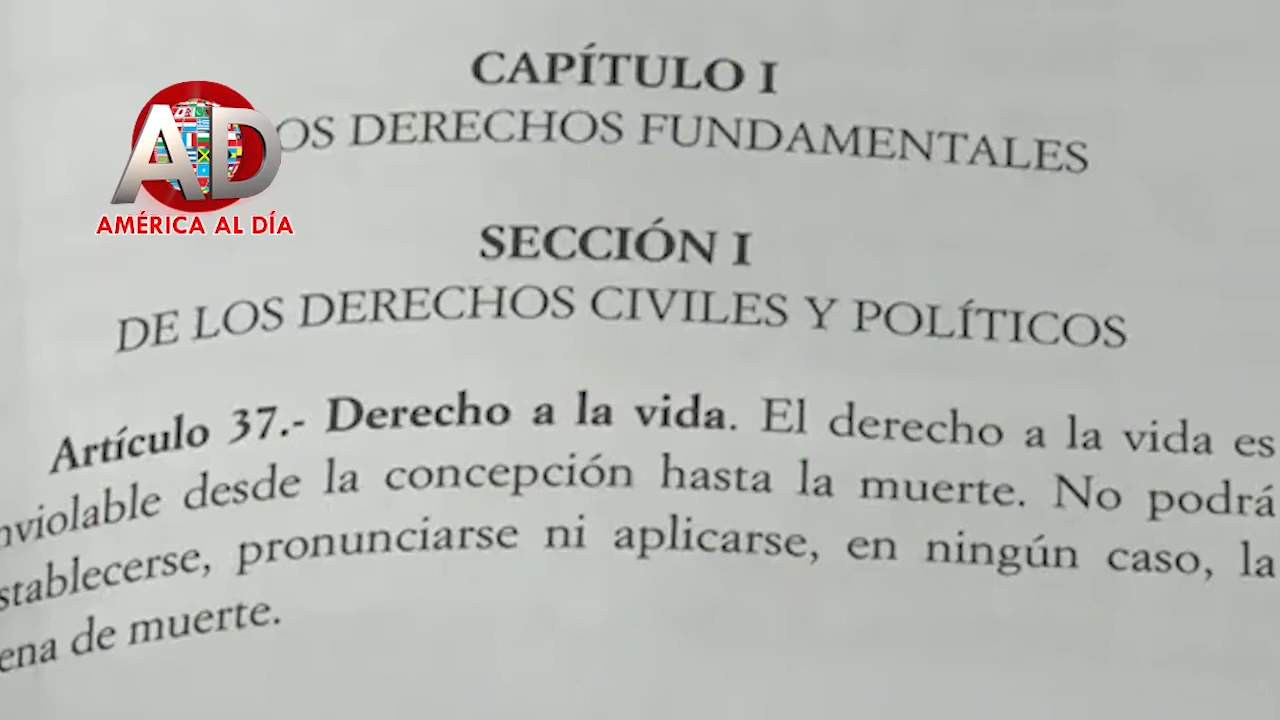 CAPÍTULO I
OS DERECHOS FUNDAMENTALES
AD
AMÉRICA AL DÍA
SECCIÓN I
DE LOS DERECHOS CIVILES Y POLÍTICOS
Artículo 37.- Derecho a la vida. El derecho a la vida es
nviolable desde la concepción hasta la muerte. No podrá
stablecerse, pronunciarse ni aplicarse, en ningún caso, la
ena de muerte.